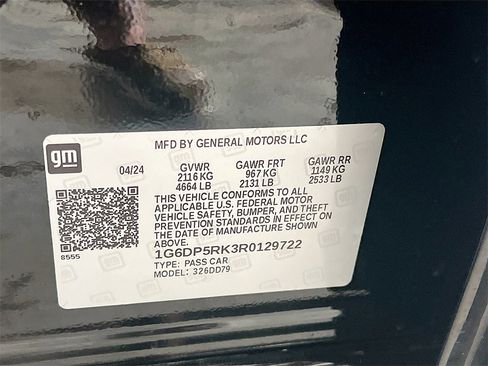 gm
MFD BY GENERAL MOTORS LLC
04/24 GVWR GAWR FRT GAWR RR
2116 KG 967 KG 1149 KG
4664 LB 2131 LB 2533 LB
THIS VEHICLE CONFORMS TO ALL
APPLICABLE U.S. FEDERAL MOTOR
VEHICLE SAFETY, BUMPER, AND THEFT
PREVENTION STANDARDS IN EFFECT ON
THE DATE OF MANUFACTURE SHOWN
ABOVE.
8555
1G6DP5RK3R0129722
TYPE: PASS CAR
MODEL: 326DD79